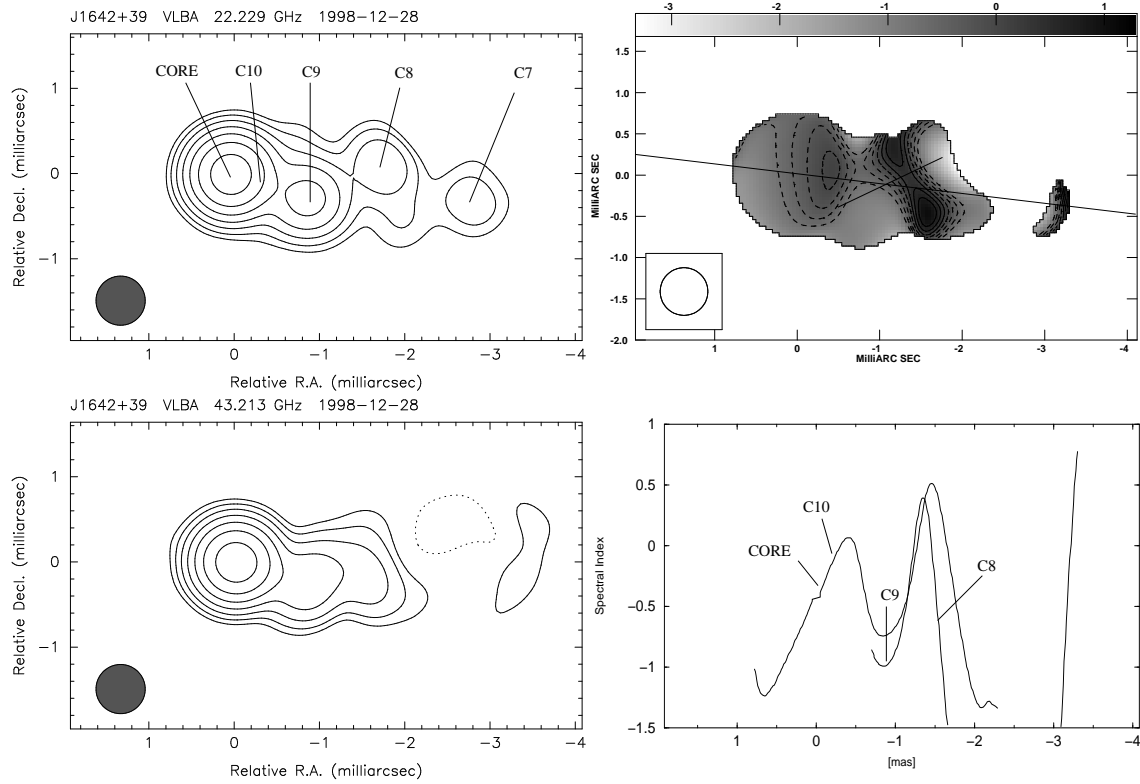 J1642+39 VLBA 22.229 GHz 1998−12−28
CORE C10 C9 C8 C7
Relative Decl. (milliarcsec)
1
0
−1
1 0 −1 −2 −3 −4
Relative R.A. (milliarcsec)
-3 -2 -1 0 1
MilliARC SEC
1.5
1.0
0.5
0.0
-0.5
-1.0
-1.5
-2.0
1 0 -1 -2 -3 -4
MilliARC SEC
J1642+39 VLBA 43.213 GHz 1998−12−28
Relative Decl. (milliarcsec)
1
0
−1
1 0 −1 −2 −3 −4
Relative R.A. (milliarcsec)
Spectral Index
1
0.5
0
−0.5
−1
−1.5
C10
CORE
C9
C8
1 0 −1 −2 −3 −4
[mas]